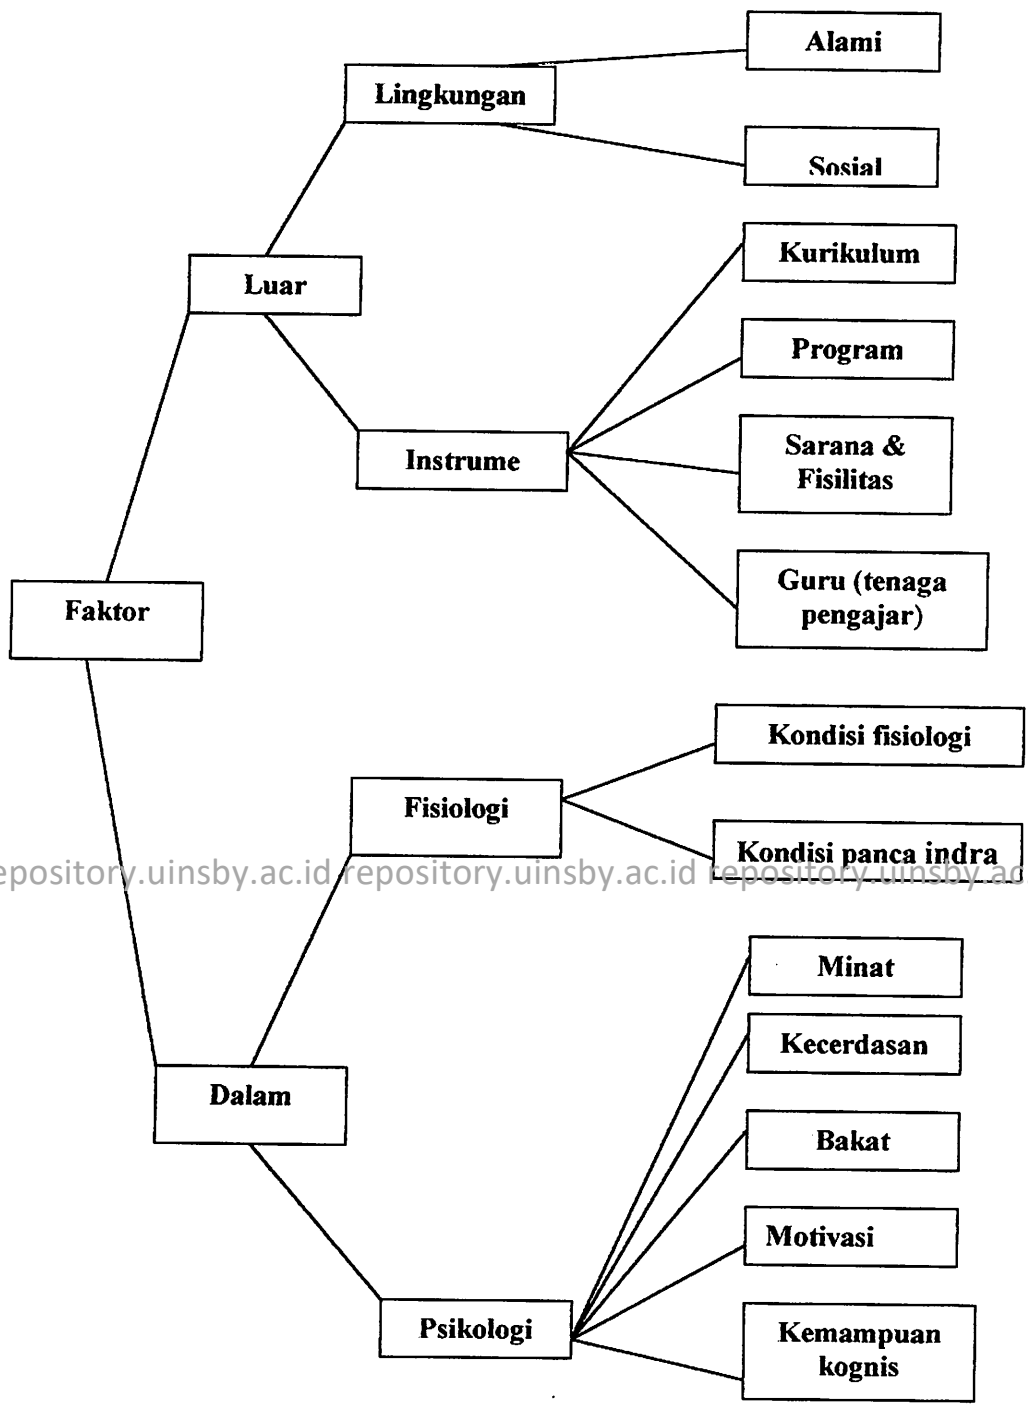 Alami
Lingkungan
Sosial
Kurikulum
Luar
Program
Instrume
Sarana &
Fisilitas
Guru (tenaga
pengajar)
Faktor
Kondisi fisiologi
Fisiologi
Kondisi panca indra
epository.uinsby.ac.id repository.uinsby.ac.id repository.uinsby.ac
Minat
Kecerdasan
Dalam
Bakat
Motivasi
Psikologi
Kemampuan
kognis